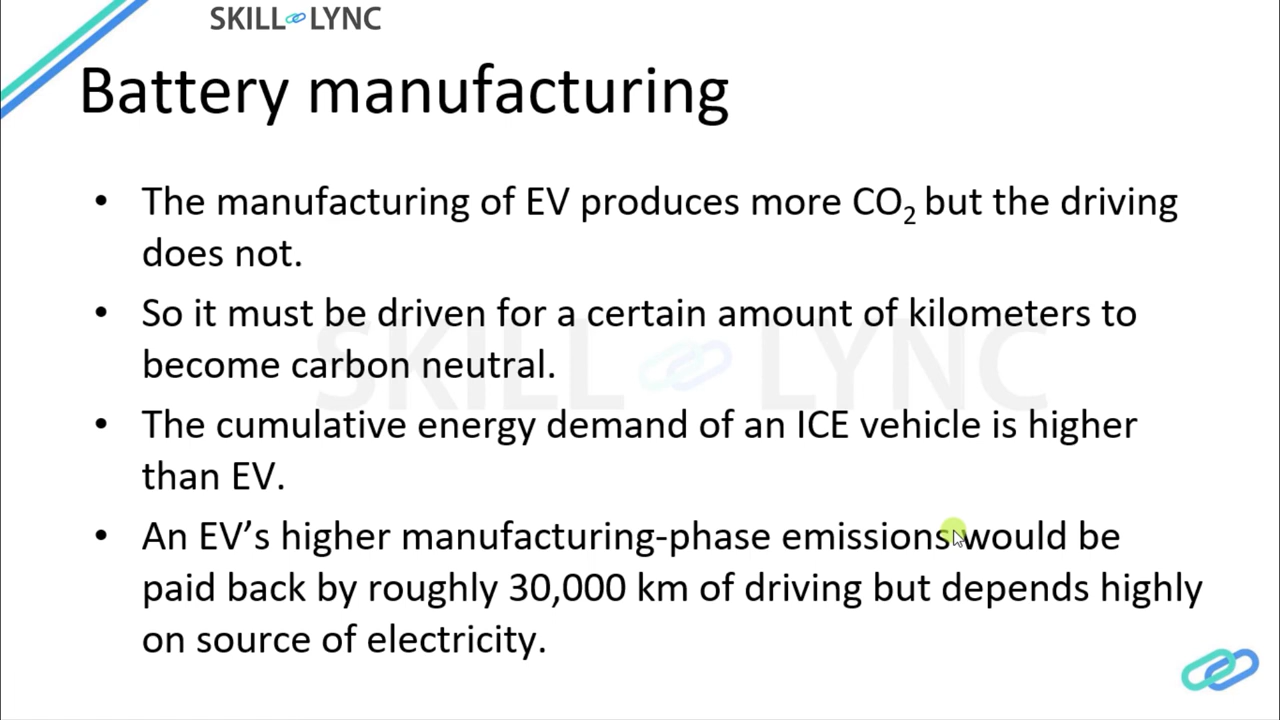 SKILL LYNC
Battery manufacturing
• The manufacturing of EV produces more CO₂ but the driving
does not.
• So it must be driven for a certain amount of kilometers to
become carbon neutral.
• The cumulative energy demand of an ICE vehicle is higher
than EV.
• An EV’s higher manufacturing-phase emissions would be
paid back by roughly 30,000 km of driving but depends highly
on source of electricity.
SKILL LYNC